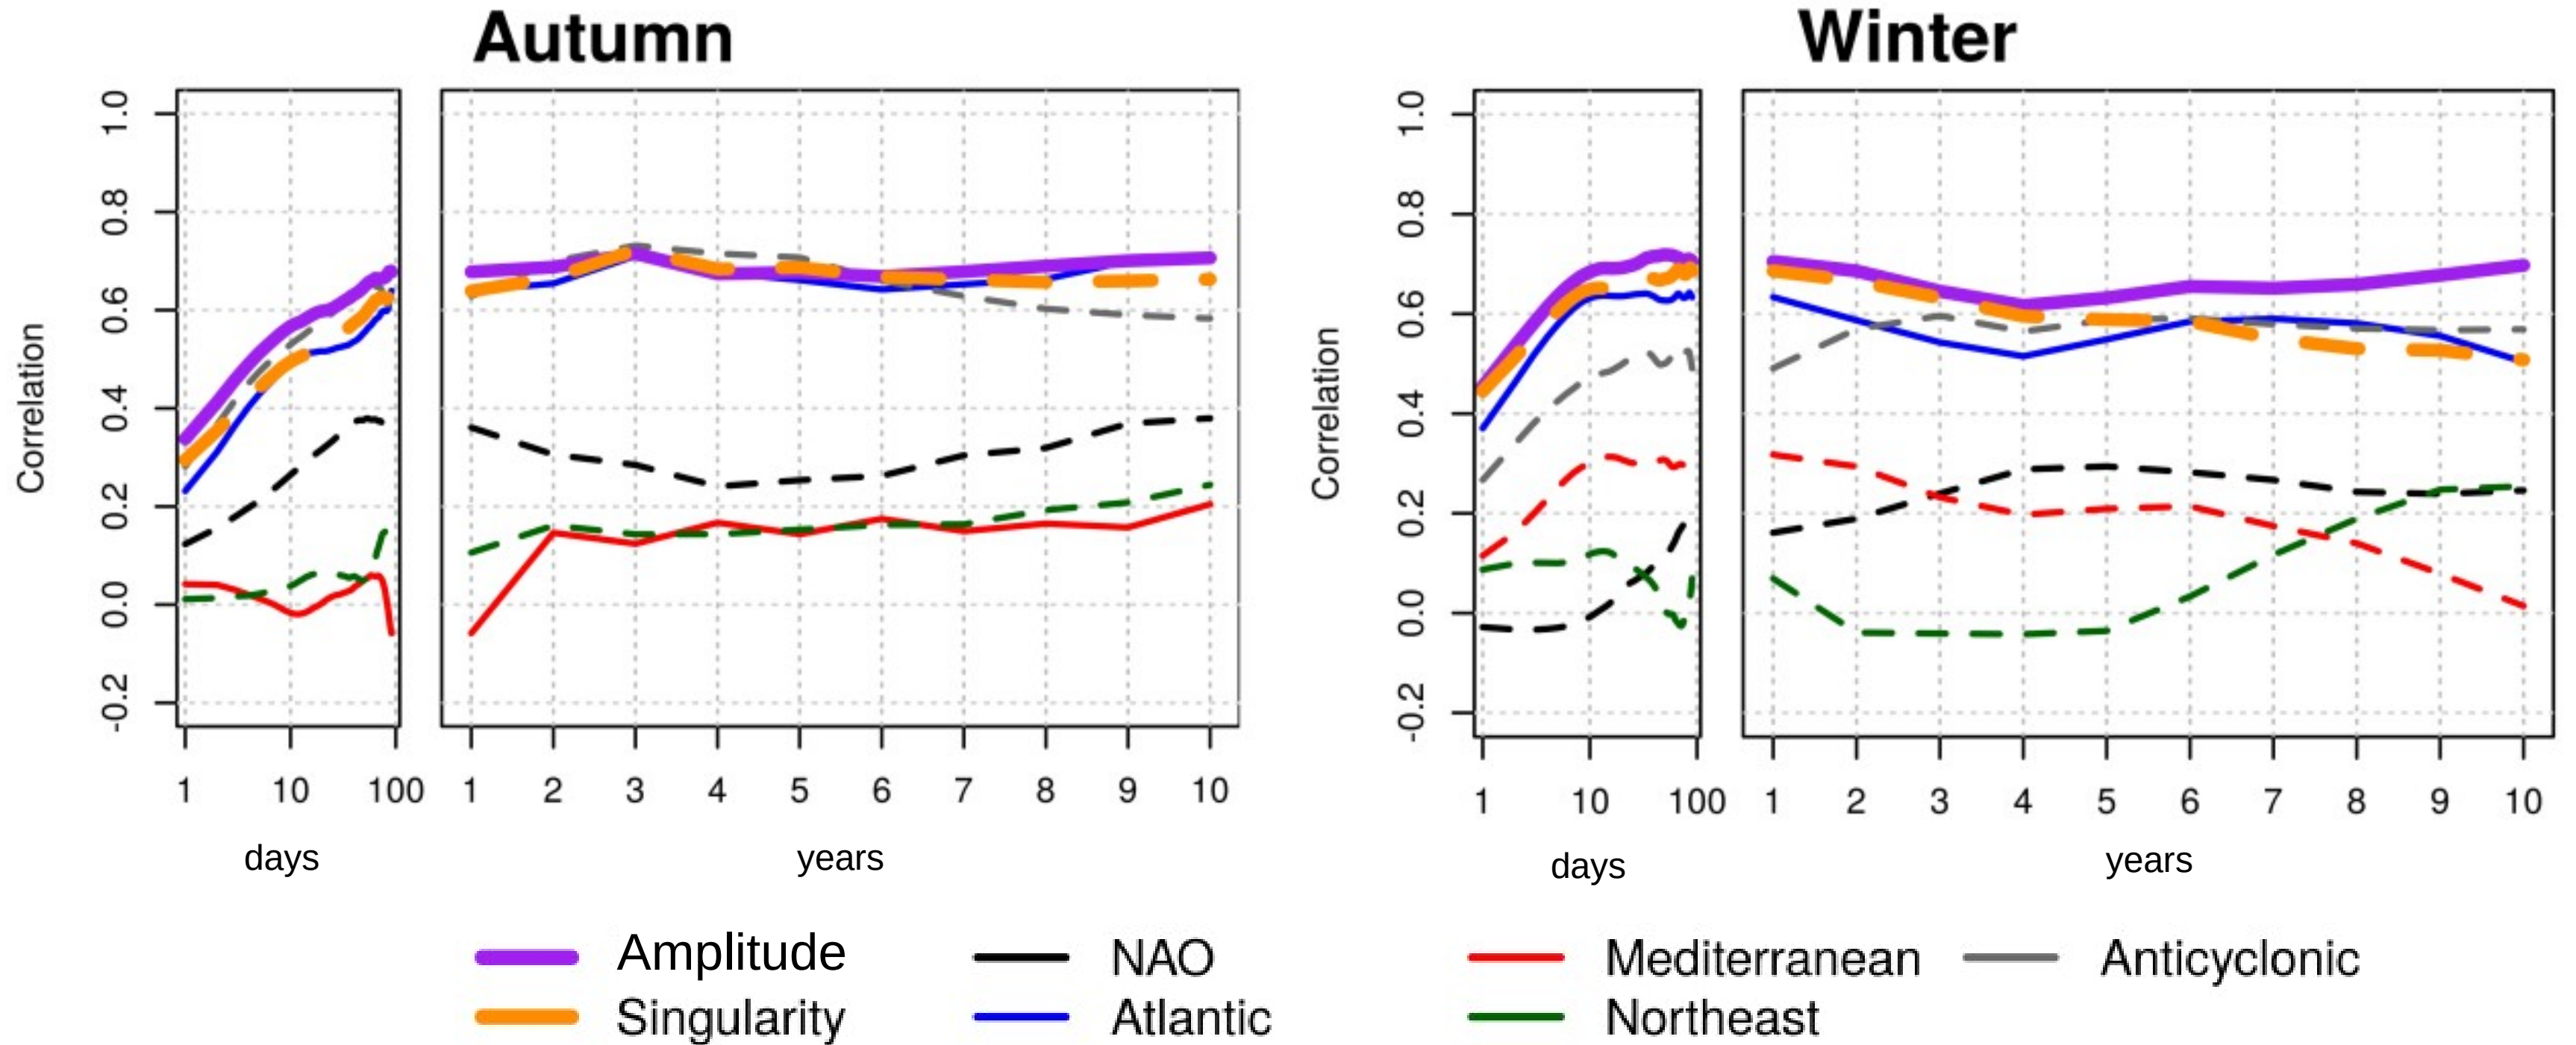 Autumn
Winter
Correlation
1.0
0.8
0.6
0.4
0.2
0.0
-0.2
1 10 100
1 2 3 4 5 6 7 8 9 10
days
years
Correlation
1.0
0.8
0.6
0.4
0.2
0.0
-0.2
1 10 100
1 2 3 4 5 6 7 8 9 10
days
years
Amplitude NAO Mediterranean Anticyclonic
Singularity Atlantic Northeast